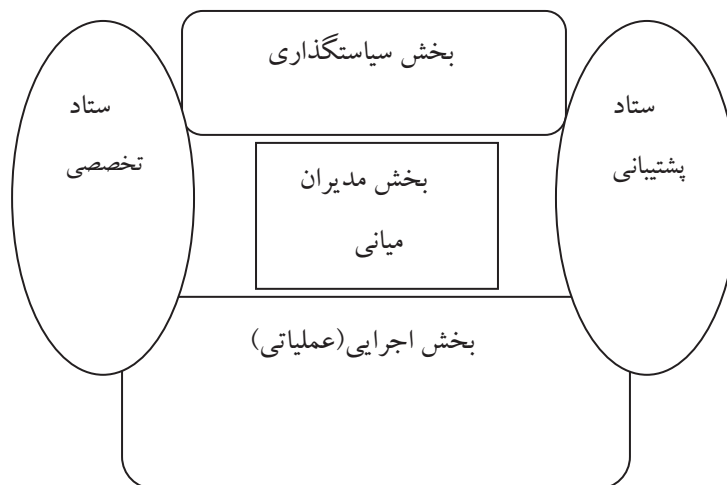 بخش سیاستگذاری
ستاد
پشتیبانی
ستاد
تخصصی
بخش مدیران
میانی
بخش اجرایی(عملیاتی)